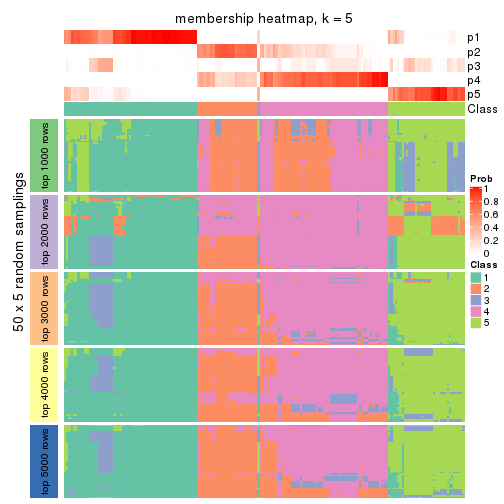 membership heatmap, k = 5
p1
p2
p3
p4
p5
Class
50 x 5 random samplings
top 1000 rows
top 2000 rows
top 3000 rows
top 4000 rows
top 5000 rows
Prob
1
0.8
0.6
0.4
0.2
0
Class
1
2
3
4
5